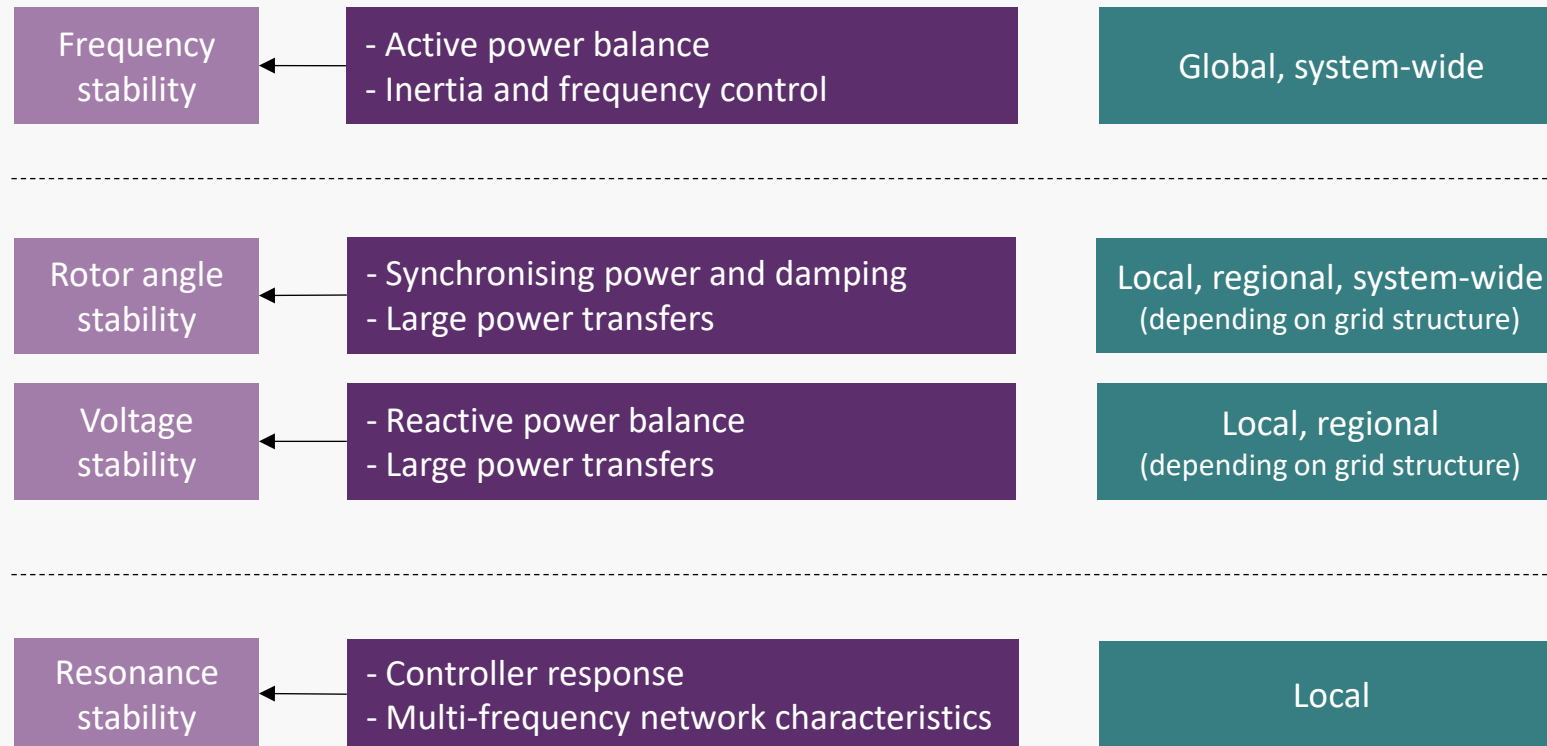 Frequency
stability
- Active power balance
- Inertia and frequency control
Global, system-wide
Rotor angle
stability
- Synchronising power and damping
- Large power transfers
Local, regional, system-wide
(depending on grid structure)
Voltage
stability
- Reactive power balance
- Large power transfers
Local, regional
(depending on grid structure)
Resonance
stability
- Controller response
- Multi-frequency network characteristics
Local